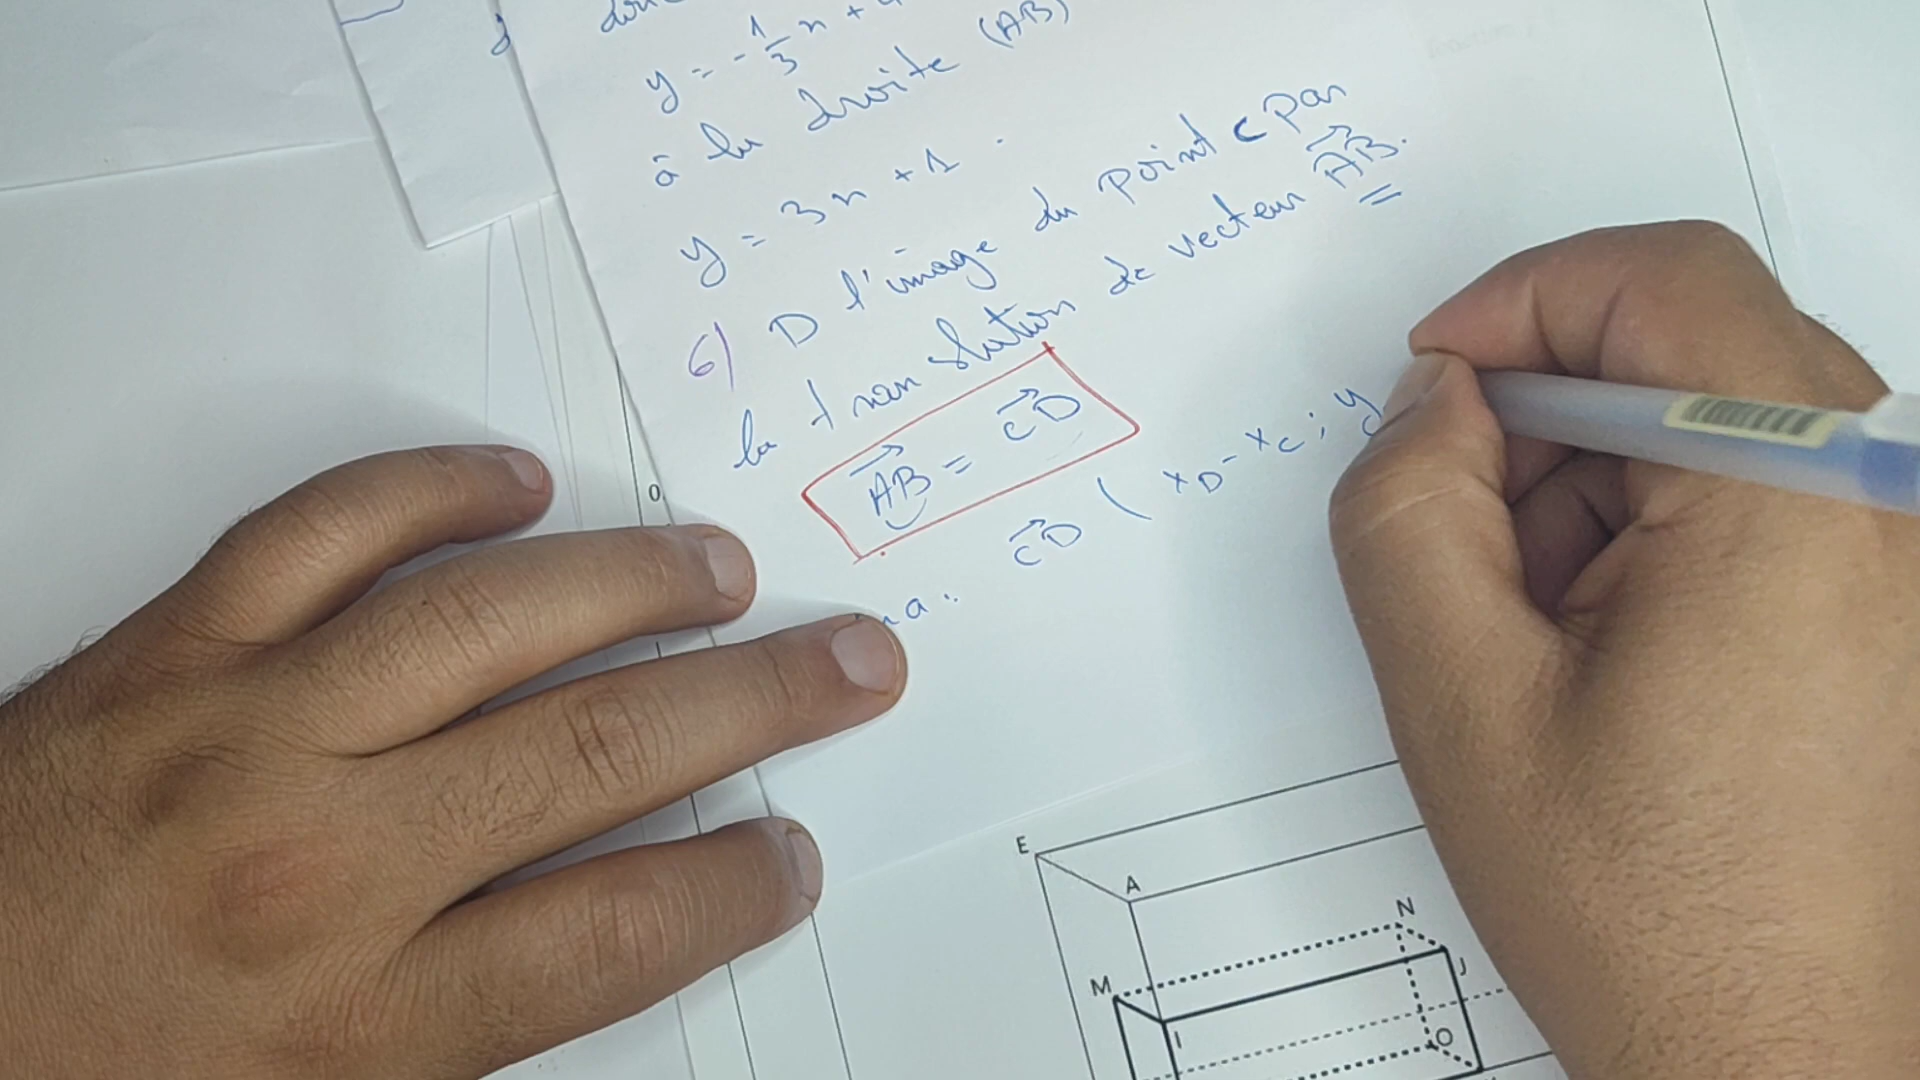 y = -1/3 x +
à la droite (AB)
y = 3x + 1 .
6) D l'image du point C par
la translation de vecteur AB.
AB = CD
a : CD ( xD - xC ; y
0
E
A
N
M
J
I
O